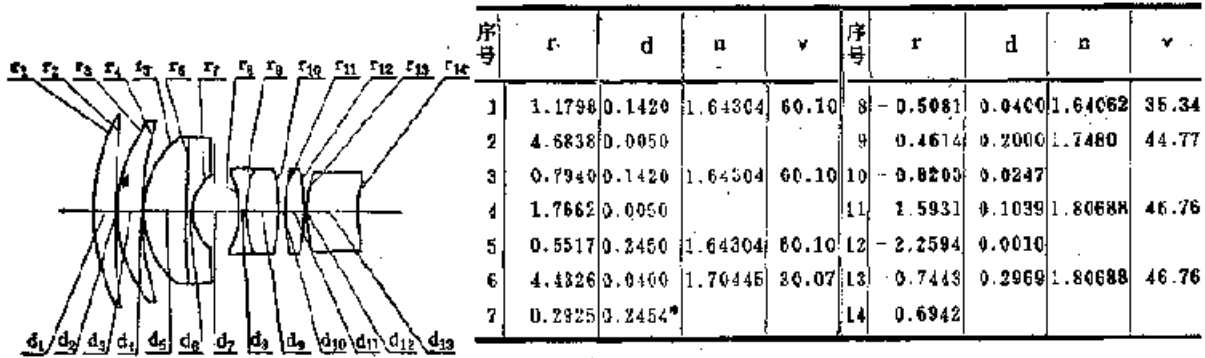 r₁ r₂ r₃ r₄ r₅ r₆ r₇ r₈ r₉ r₁₀ r₁₁ r₁₂ r₁₃ r₁₄
d₁ d₂ d₃ d₄ d₅ d₆ d₇ d₈ d₉ d₁₀ d₁₁ d₁₂ d₁₃
序号 r d n v 序号 r d n v
1 1.1798 0.1420 1.64304 60.10 8 -0.5081 0.0400 1.64062 35.34
2 4.6838 0.0050 9 0.4614 0.2000 1.7480 44.77
3 0.7940 0.1420 1.64304 60.10 10 -0.8203 0.0247
4 1.7662 0.0050 11 1.5931 0.1039 1.80688 46.76
5 0.5517 0.2450 1.64304 60.10 12 -2.2594 0.0010
6 4.4326 0.0400 1.70445 30.07 13 0.7443 0.2969 1.80688 46.76
7 0.2925 0.2454* 14 0.6942